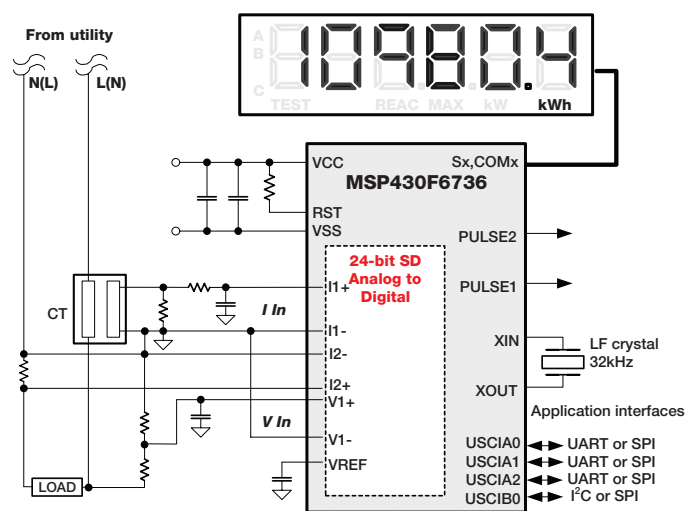 From utility
N(L)
L(N)
A
B
C
109860.4
TEST
REAC
MAX
kW
kWh
VCC
Sx,COMx
MSP430F6736
RST
VSS
PULSE2
24-bit SD
Analog to
Digital
I1+
PULSE1
CT
I In
I1-
XIN
LF crystal
32kHz
I2-
I2+
XOUT
V1+
Application interfaces
V In
V1-
USCIA0
UART or SPI
VREF
USCIA1
UART or SPI
USCIA2
UART or SPI
LOAD
USCIB0
I²C or SPI